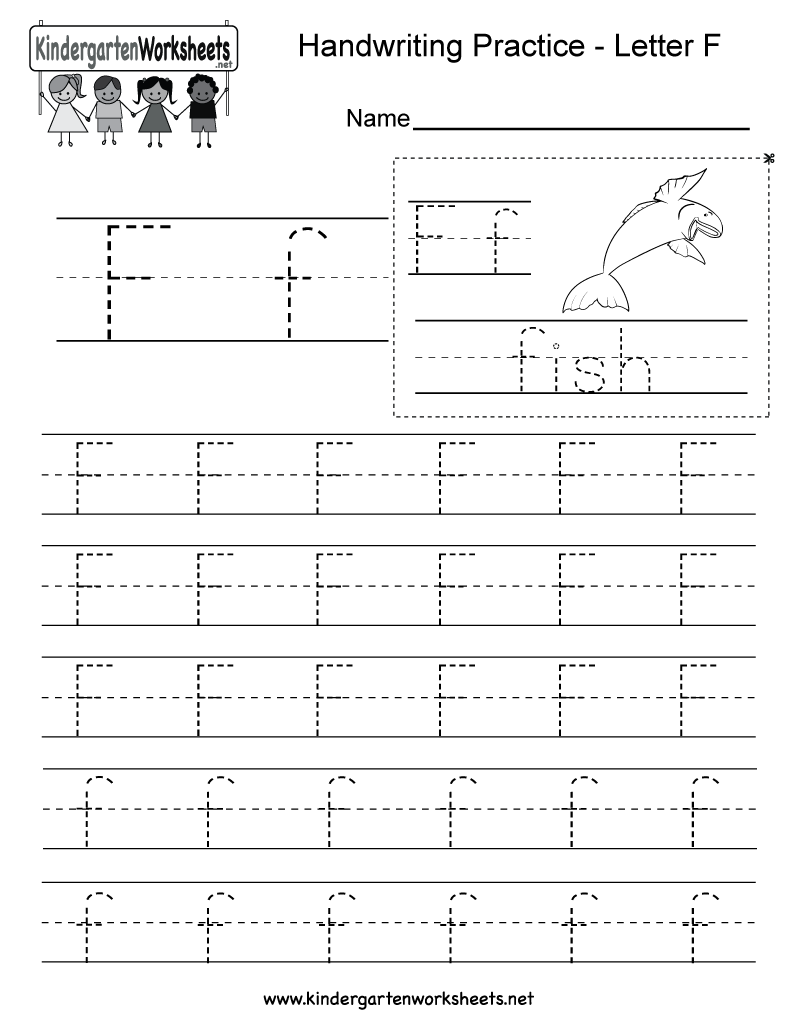 KindergartenWorksheets
.net
Handwriting Practice - Letter F
Name
F f
F f
fish
F F F F F F
F F F F F F
F F F F F F
f f f f f f
f f f f f f
www.kindergartenworksheets.net